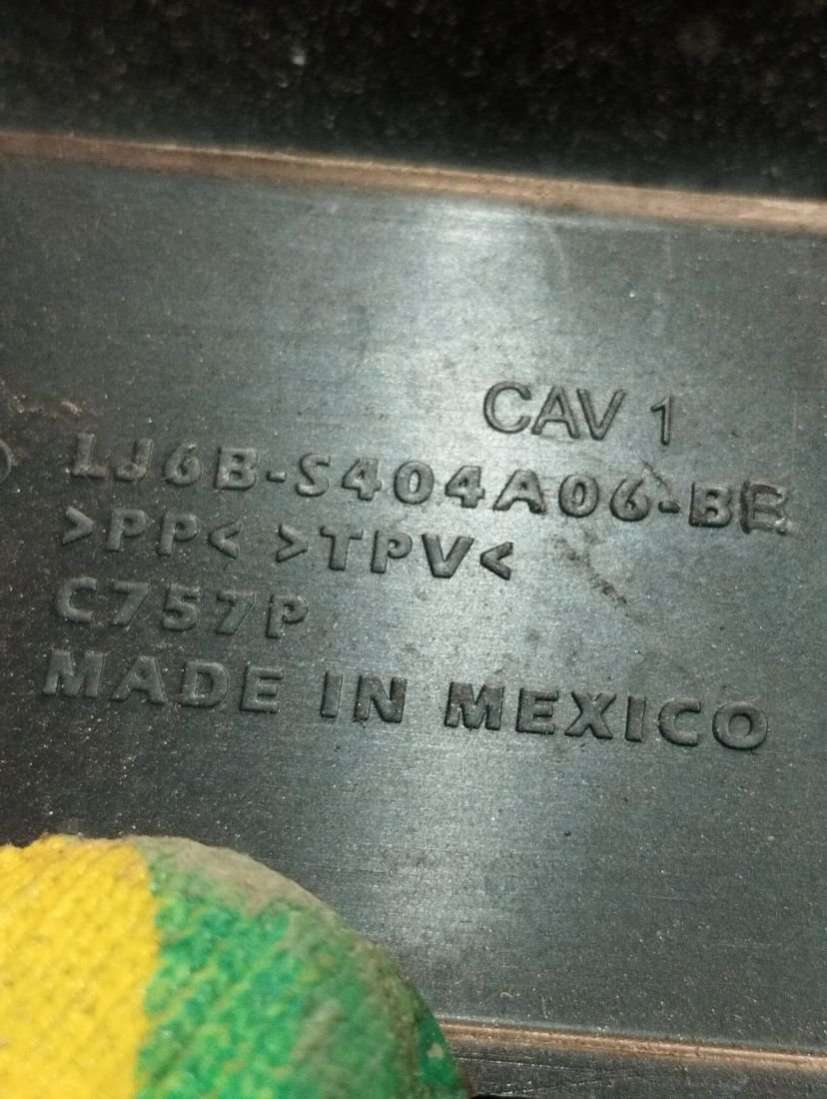 CAV 1
LJ6B-S404A06-BE
>PP< >TPV<
C757P
MADE IN MEXICO